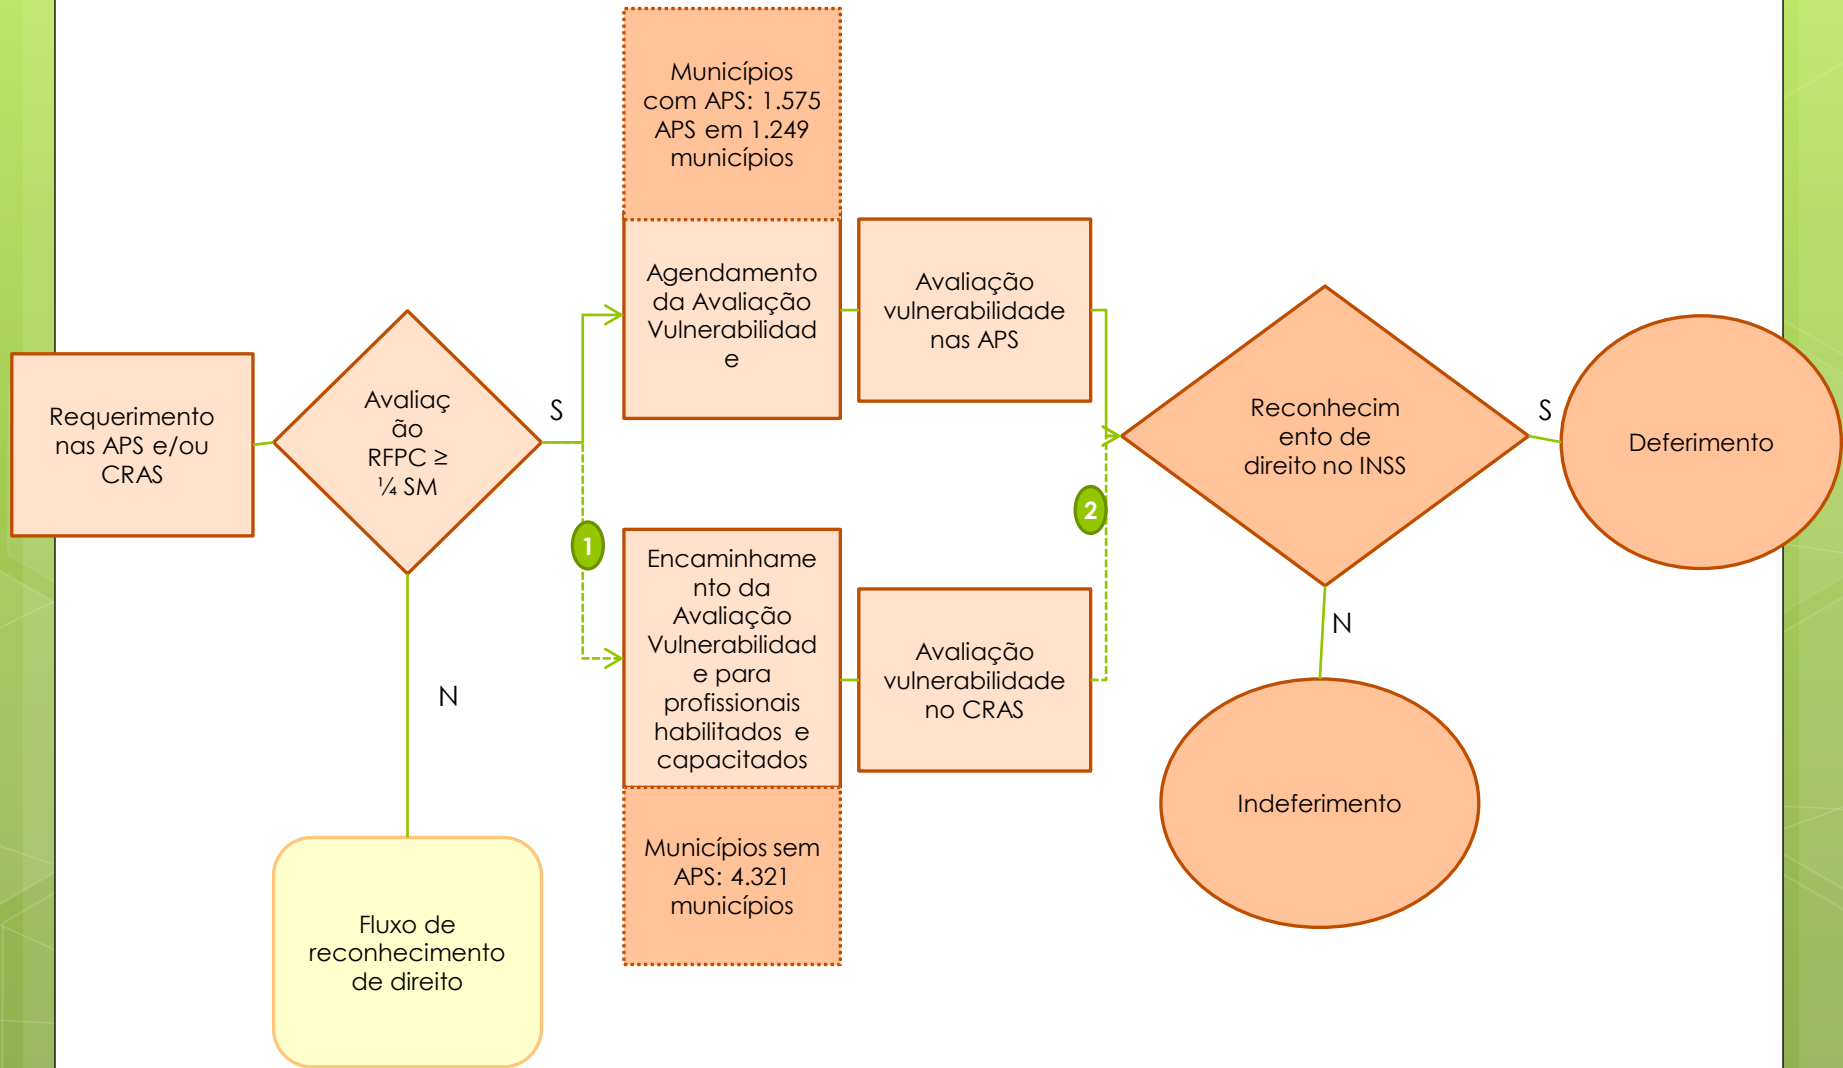 Municípios
com APS: 1.575
APS em 1.249
municípios
Agendamento
da Avaliação
Vulnerabilidad
e
Avaliação
vulnerabilidade
nas APS
Requerimento
nas APS e/ou
CRAS
Avaliaç
ão
RFPC ≥
¼ SM
S
N
1
Encaminhame
nto da
Avaliação
Vulnerabilidad
e para
profissionais
habilitados e
capacitados
Avaliação
vulnerabilidade
no CRAS
Municípios sem
APS: 4.321
municípios
2
Reconhecim
ento de
direito no INSS
S
Deferimento
N
Indeferimento
Fluxo de
reconhecimento
de direito